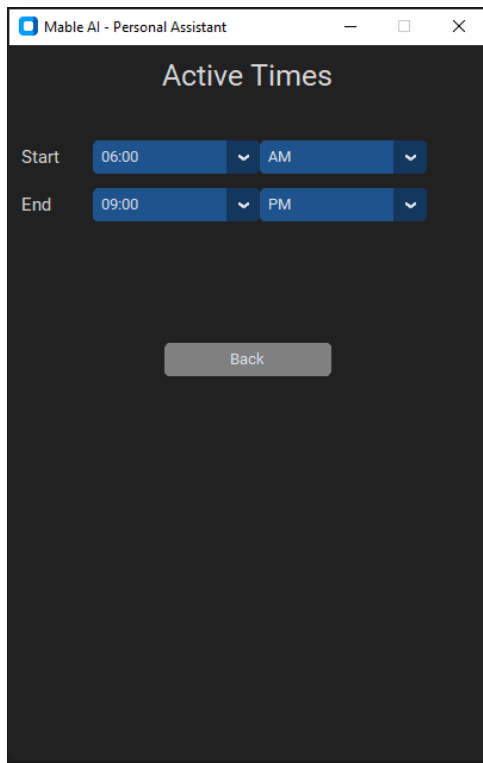 Mable AI - Personal Assistant
Active Times
Start 06:00 AM
End 09:00 PM
Back